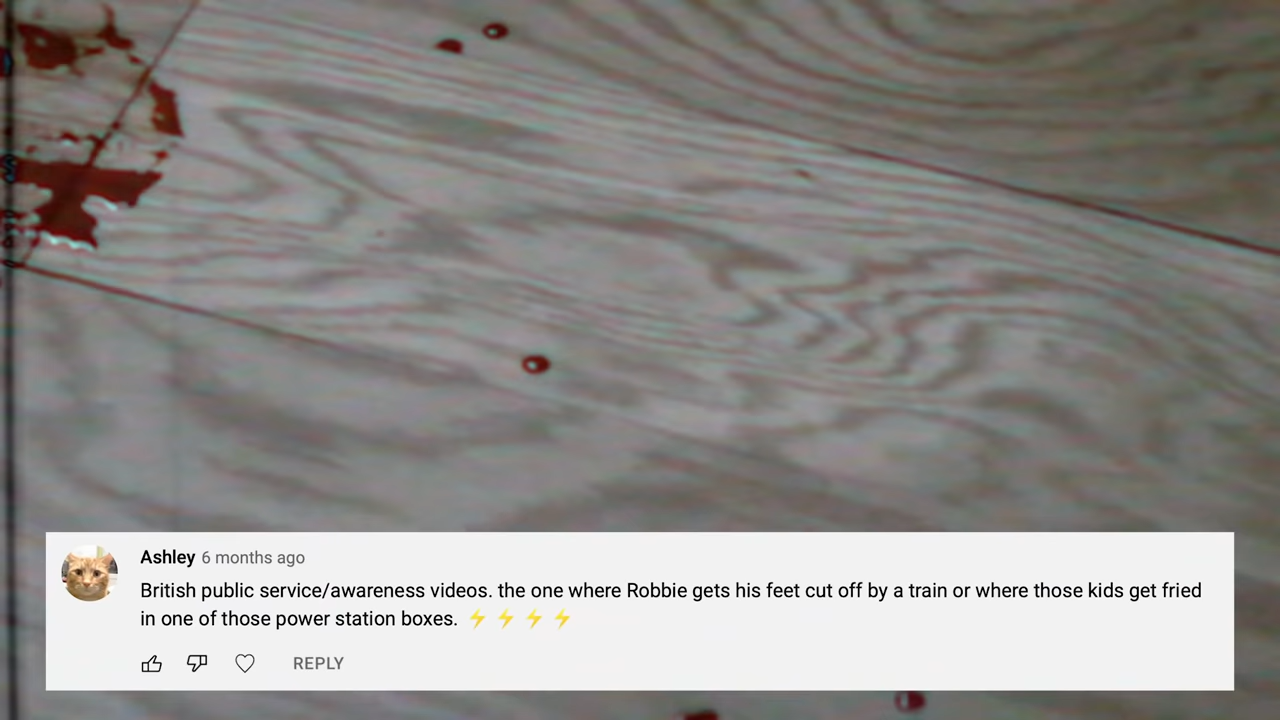 Ashley 6 months ago
British public service/awareness videos. the one where Robbie gets his feet cut off by a train or where those kids get fried
in one of those power station boxes. ⚡⚡⚡⚡
REPLY